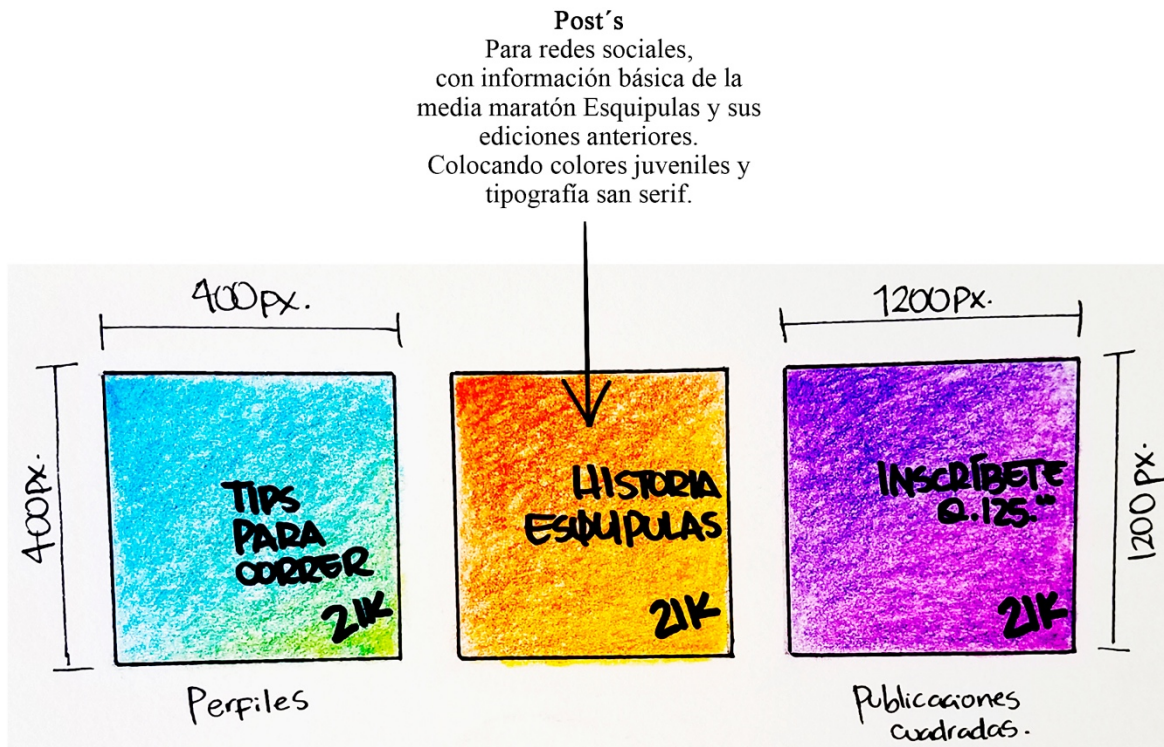 Post´s
Para redes sociales,
con información básica de la
media maratón Esquipulas y sus
ediciones anteriores.
Colocando colores juveniles y
tipografía san serif.
400px.
1200px.
400px.
TIPS
PARA
CORRER
21K
HISTORIA
ESQUIPULAS
21K
INSCRÍBETE
Q.125.⁰⁰
21K
1200px.
Perfiles
Publicaciones
cuadradas.